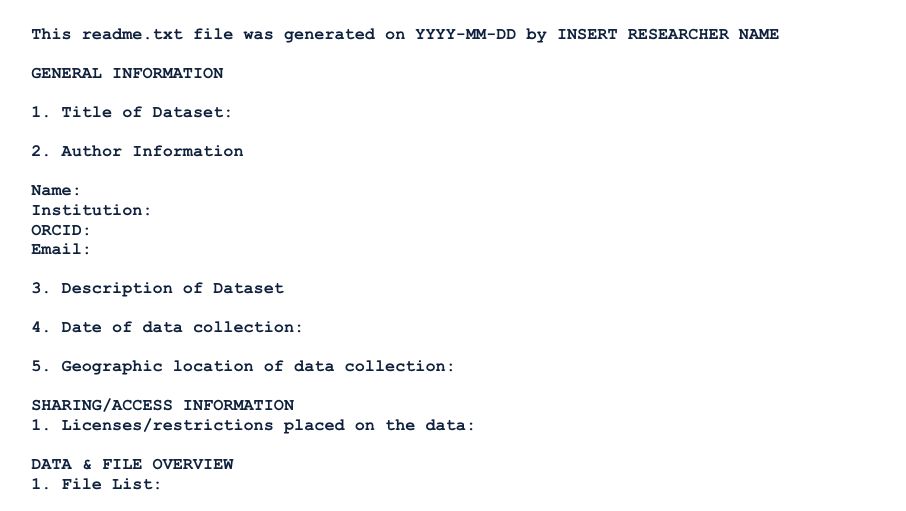 This readme.txt file was generated on YYYY-MM-DD by INSERT RESEARCHER NAME
GENERAL INFORMATION
1. Title of Dataset:
2. Author Information
Name:
Institution:
ORCID:
Email:
3. Description of Dataset
4. Date of data collection:
5. Geographic location of data collection:
SHARING/ACCESS INFORMATION
1. Licenses/restrictions placed on the data:
DATA & FILE OVERVIEW
1. File List: